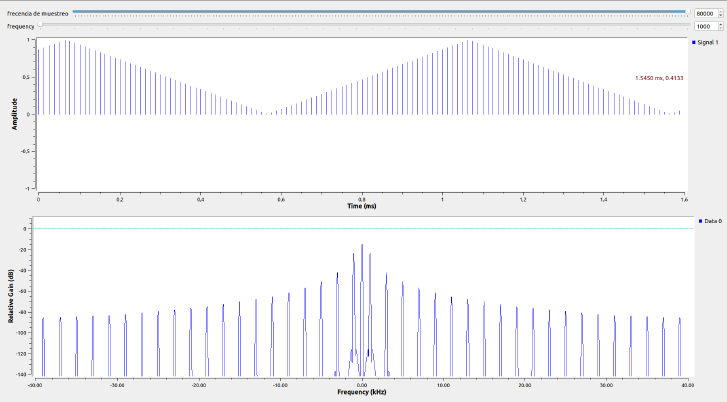 frecencia de muestreo 80000
frequency 1000
Signal 1
1
0.5
0
-0.5
-1
Amplitude
1.5450 ms, 0.4133
0 0.2 0.4 0.6 0.8 1 1.2 1.4 1.6
Time (ms)
Data 0
0
-20
-40
-60
-80
-100
-120
-140
Relative Gain (dB)
-30.00 -20.00 -10.00 0.00 10.00 20.00 30.00 40.00
Frequency (kHz)